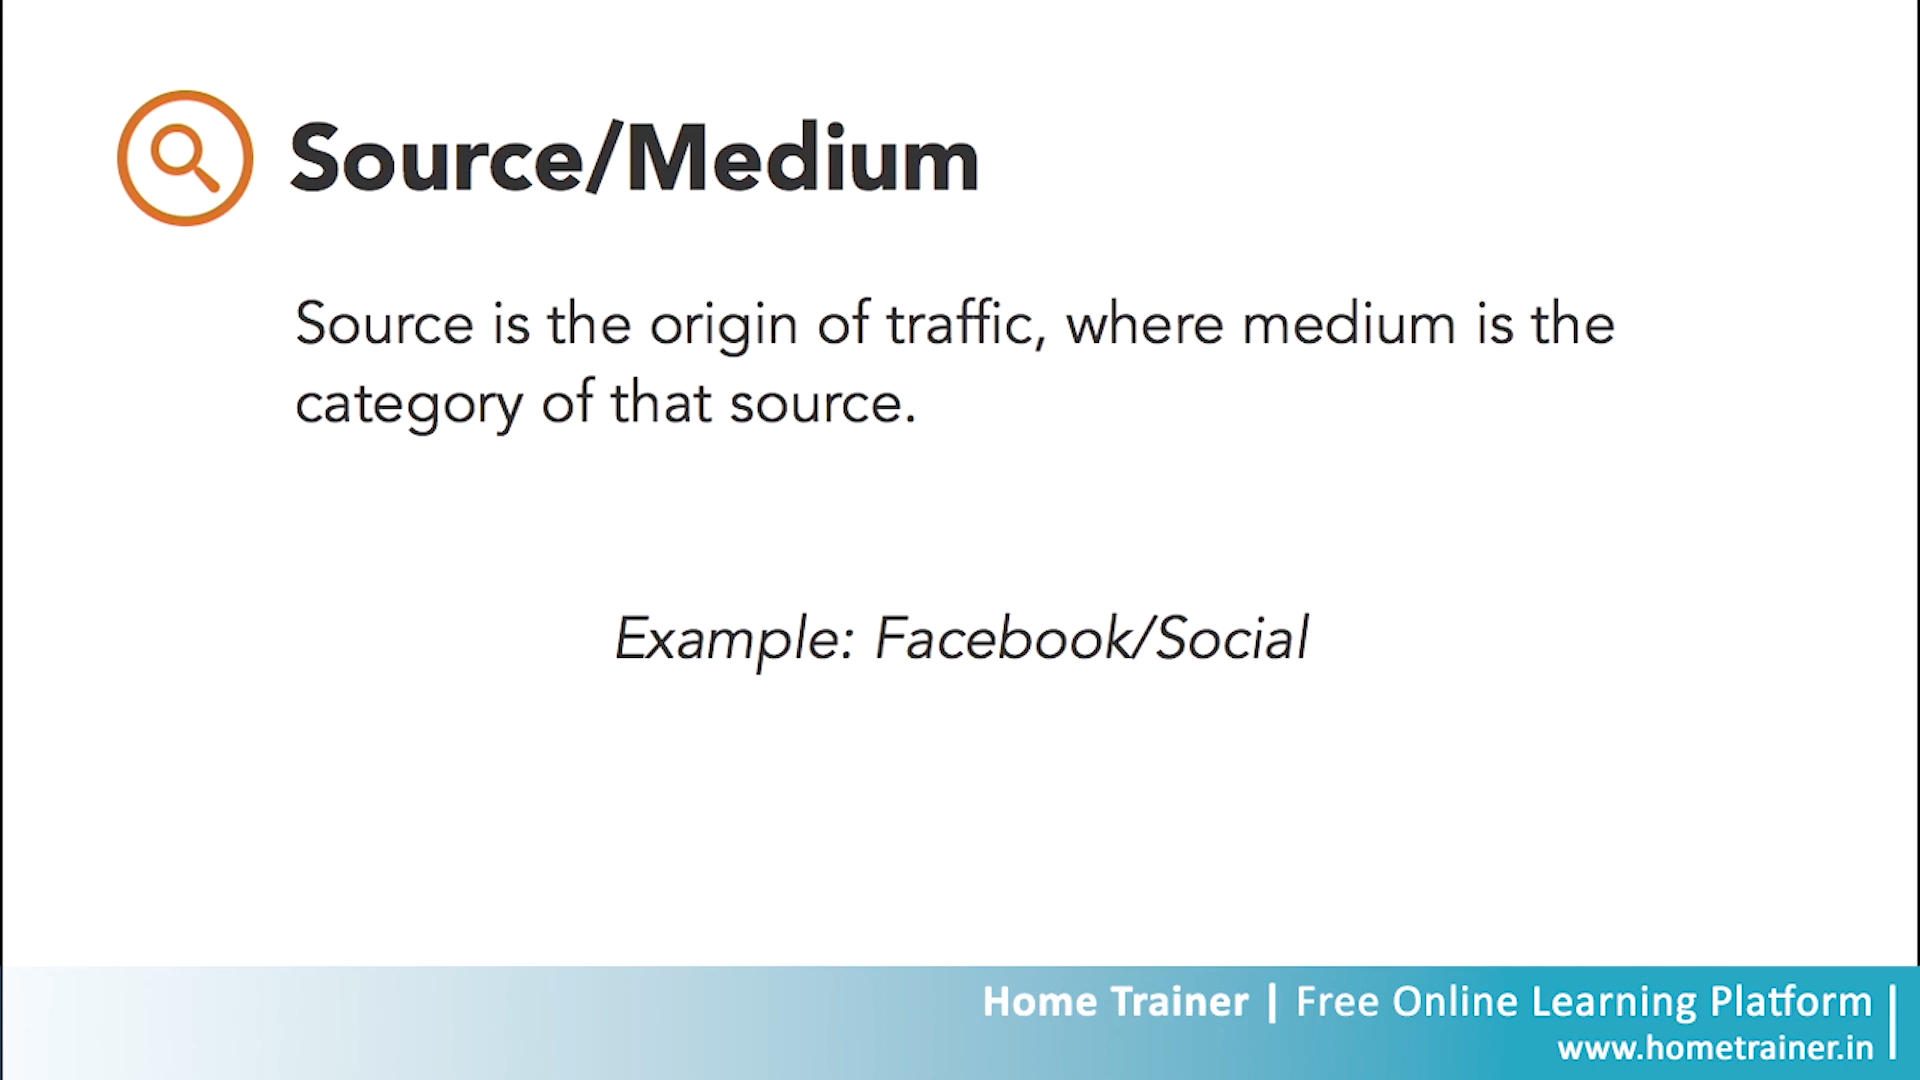 Source/Medium
Source is the origin of traffic, where medium is the
category of that source.
Example: Facebook/Social
Home Trainer | Free Online Learning Platform
www.hometrainer.in